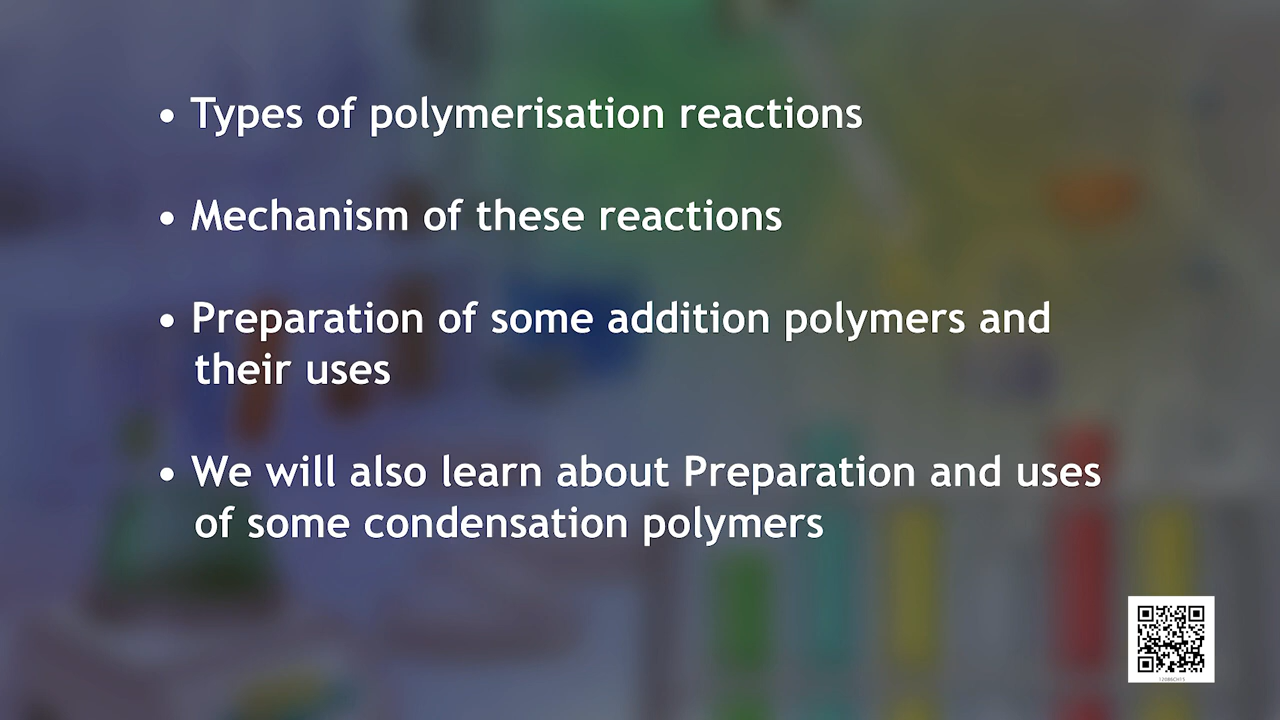 • Types of polymerisation reactions
• Mechanism of these reactions
• Preparation of some addition polymers and
their uses
• We will also learn about Preparation and uses
of some condensation polymers